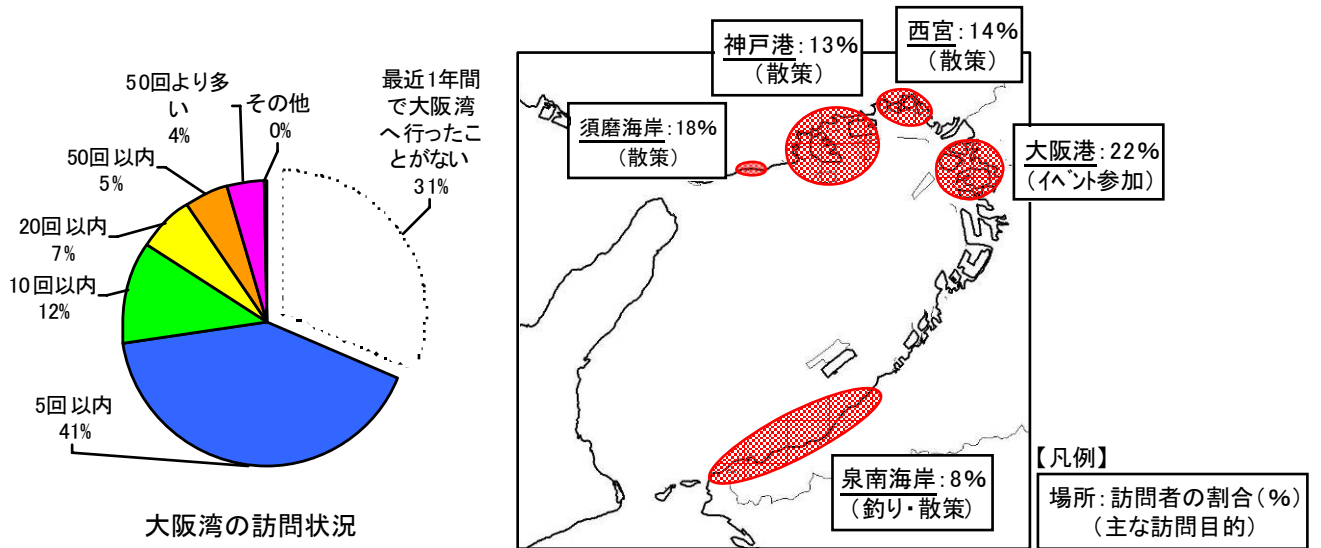 50回より多
い
4%
その他
0%
最近1年間
で大阪湾
へ行ったこ
とがない
31%
50回以内
5%
20回以内
7%
10回以内
12%
5回以内
41%
大阪湾の訪問状況
神戸港:13%
(散策)
西宮:14%
(散策)
須磨海岸:18%
(散策)
大阪港:22%
(イベント参加)
泉南海岸:8%
(釣り・散策)
【凡例】
場所:訪問者の割合(%)
(主な訪問目的)